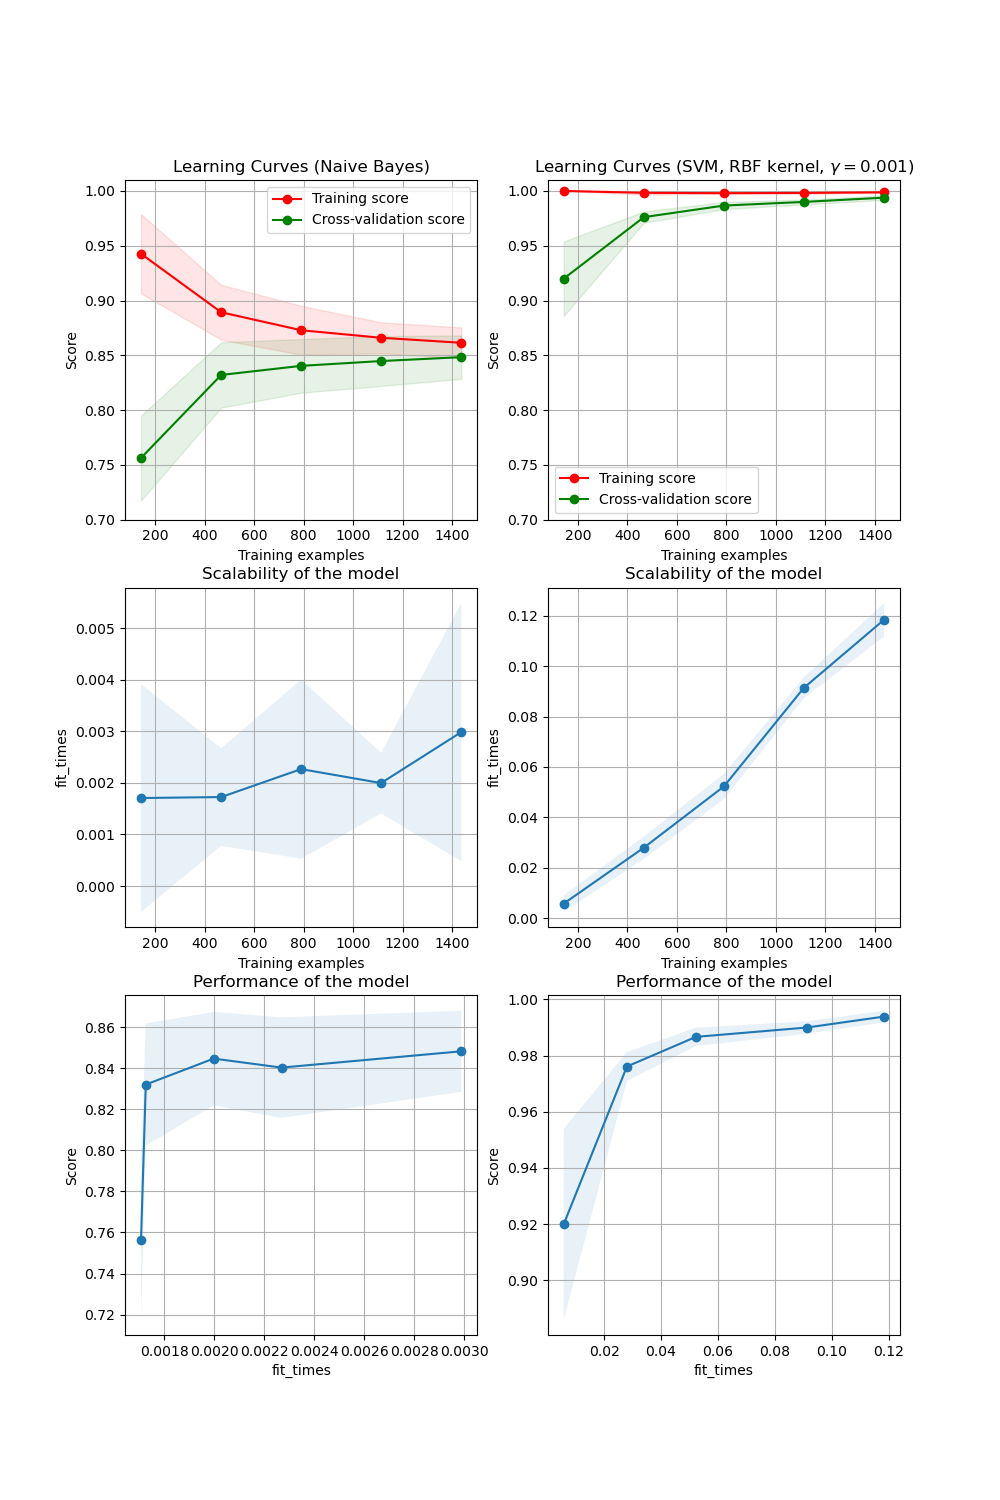 Learning Curves (Naive Bayes)
Learning Curves (SVM, RBF kernel, γ = 0.001)
1.00
0.95
0.90
0.85
0.80
0.75
0.70
Score
Training score
Cross-validation score
200 400 600 800 1000 1200 1400
Training examples
1.00
0.95
0.90
0.85
0.80
0.75
0.70
Score
Training score
Cross-validation score
200 400 600 800 1000 1200 1400
Training examples
Scalability of the model
0.005
0.004
0.003
0.002
0.001
0.000
fit_times
200 400 600 800 1000 1200 1400
Training examples
Scalability of the model
0.12
0.10
0.08
0.06
0.04
0.02
0.00
fit_times
200 400 600 800 1000 1200 1400
Training examples
Performance of the model
0.86
0.84
0.82
0.80
0.78
0.76
0.74
0.72
Score
0.0018 0.0020 0.0022 0.0024 0.0026 0.0028 0.0030
fit_times
Performance of the model
1.00
0.98
0.96
0.94
0.92
0.90
Score
0.02 0.04 0.06 0.08 0.10 0.12
fit_times